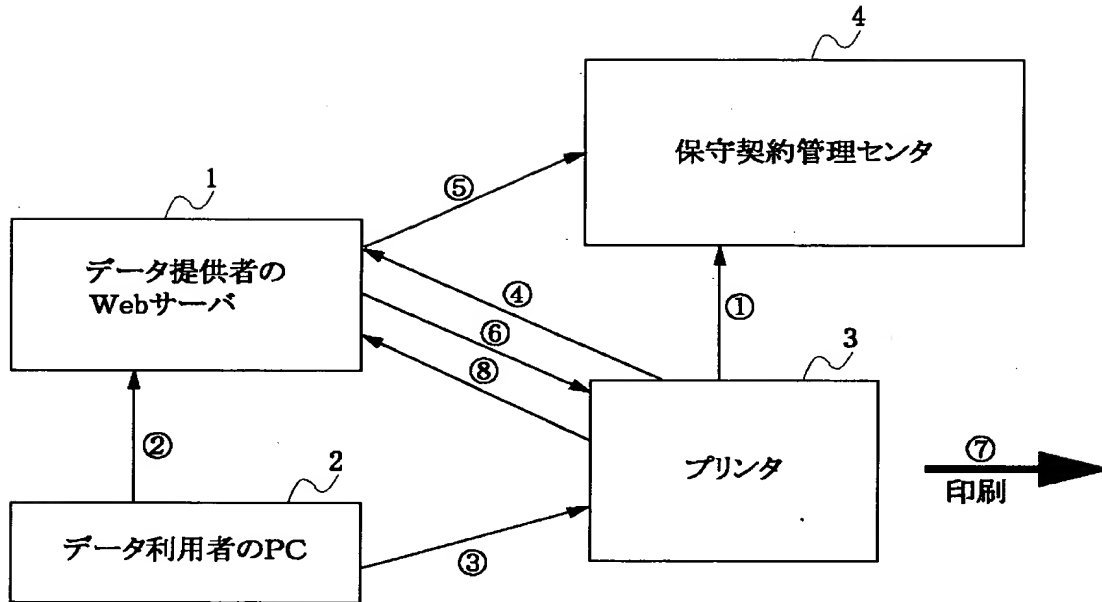 4
保守契約管理センタ
1
⑤
データ提供者の
Webサーバ
④
①
⑥
3
⑧
②
プリンタ
⑦
2
印刷
データ利用者のPC
③